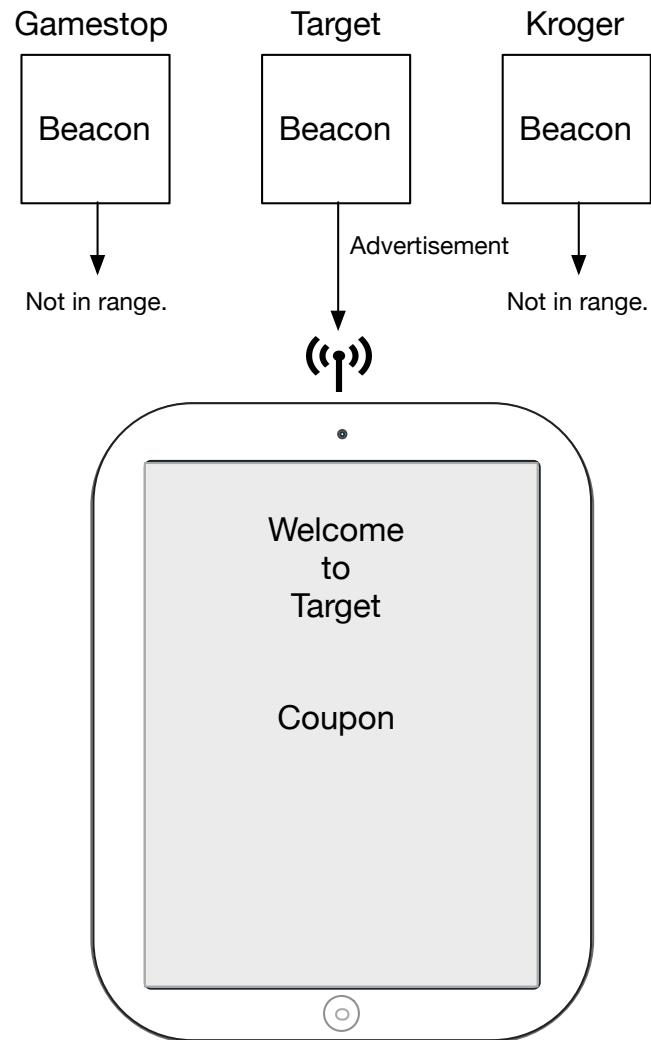 Gamestop
Target
Kroger
Beacon
Beacon
Beacon
Advertisement
Not in range.
Not in range.
Welcome
to
Target
Coupon